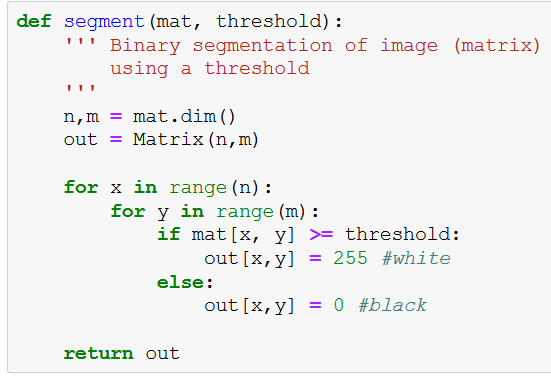 def segment(mat, threshold):
    ''' Binary segmentation of image (matrix)
        using a threshold
    '''
    n,m = mat.dim()
    out = Matrix(n,m)

    for x in range(n):
        for y in range(m):
            if mat[x, y] >= threshold:
                out[x,y] = 255 #white
            else:
                out[x,y] = 0 #black

    return out